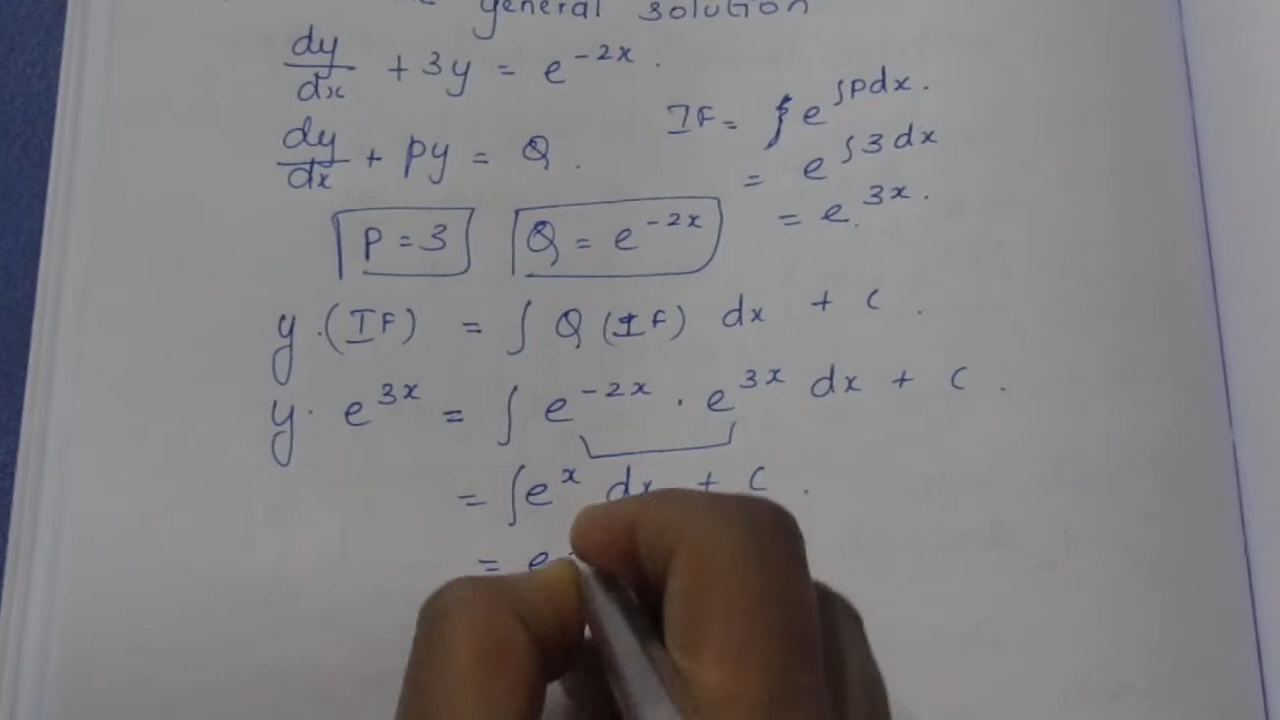 general solution
dy/dx + 3y = e^-2x .
dy/dx + Py = Q .
IF = e^∫Pdx .
= e^∫3dx
= e^3x .
P = 3 Q = e^-2x
y · (IF) = ∫ Q (IF) dx + c .
y · e^3x = ∫ e^-2x · e^3x dx + c .
= ∫ e^x dx + c .
= e